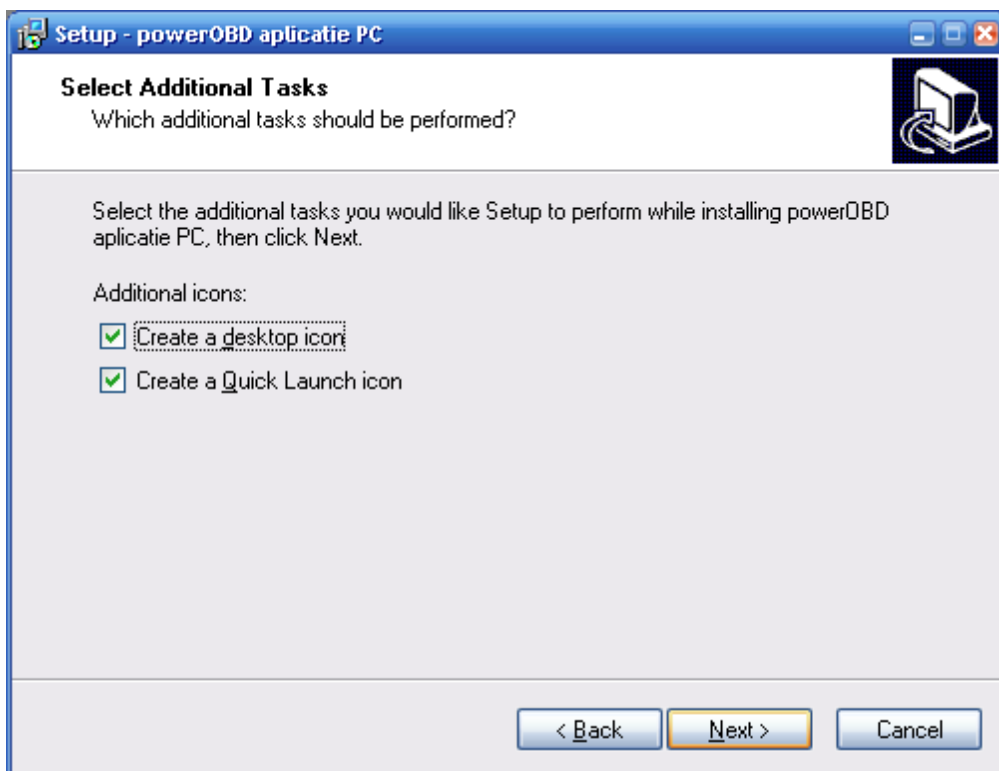 Setup - powerOBD aplicatie PC
Select Additional Tasks
Which additional tasks should be performed?
Select the additional tasks you would like Setup to perform while installing powerOBD
aplicatie PC, then click Next.
Additional icons:
Create a desktop icon
Create a Quick Launch icon
< Back Next > Cancel